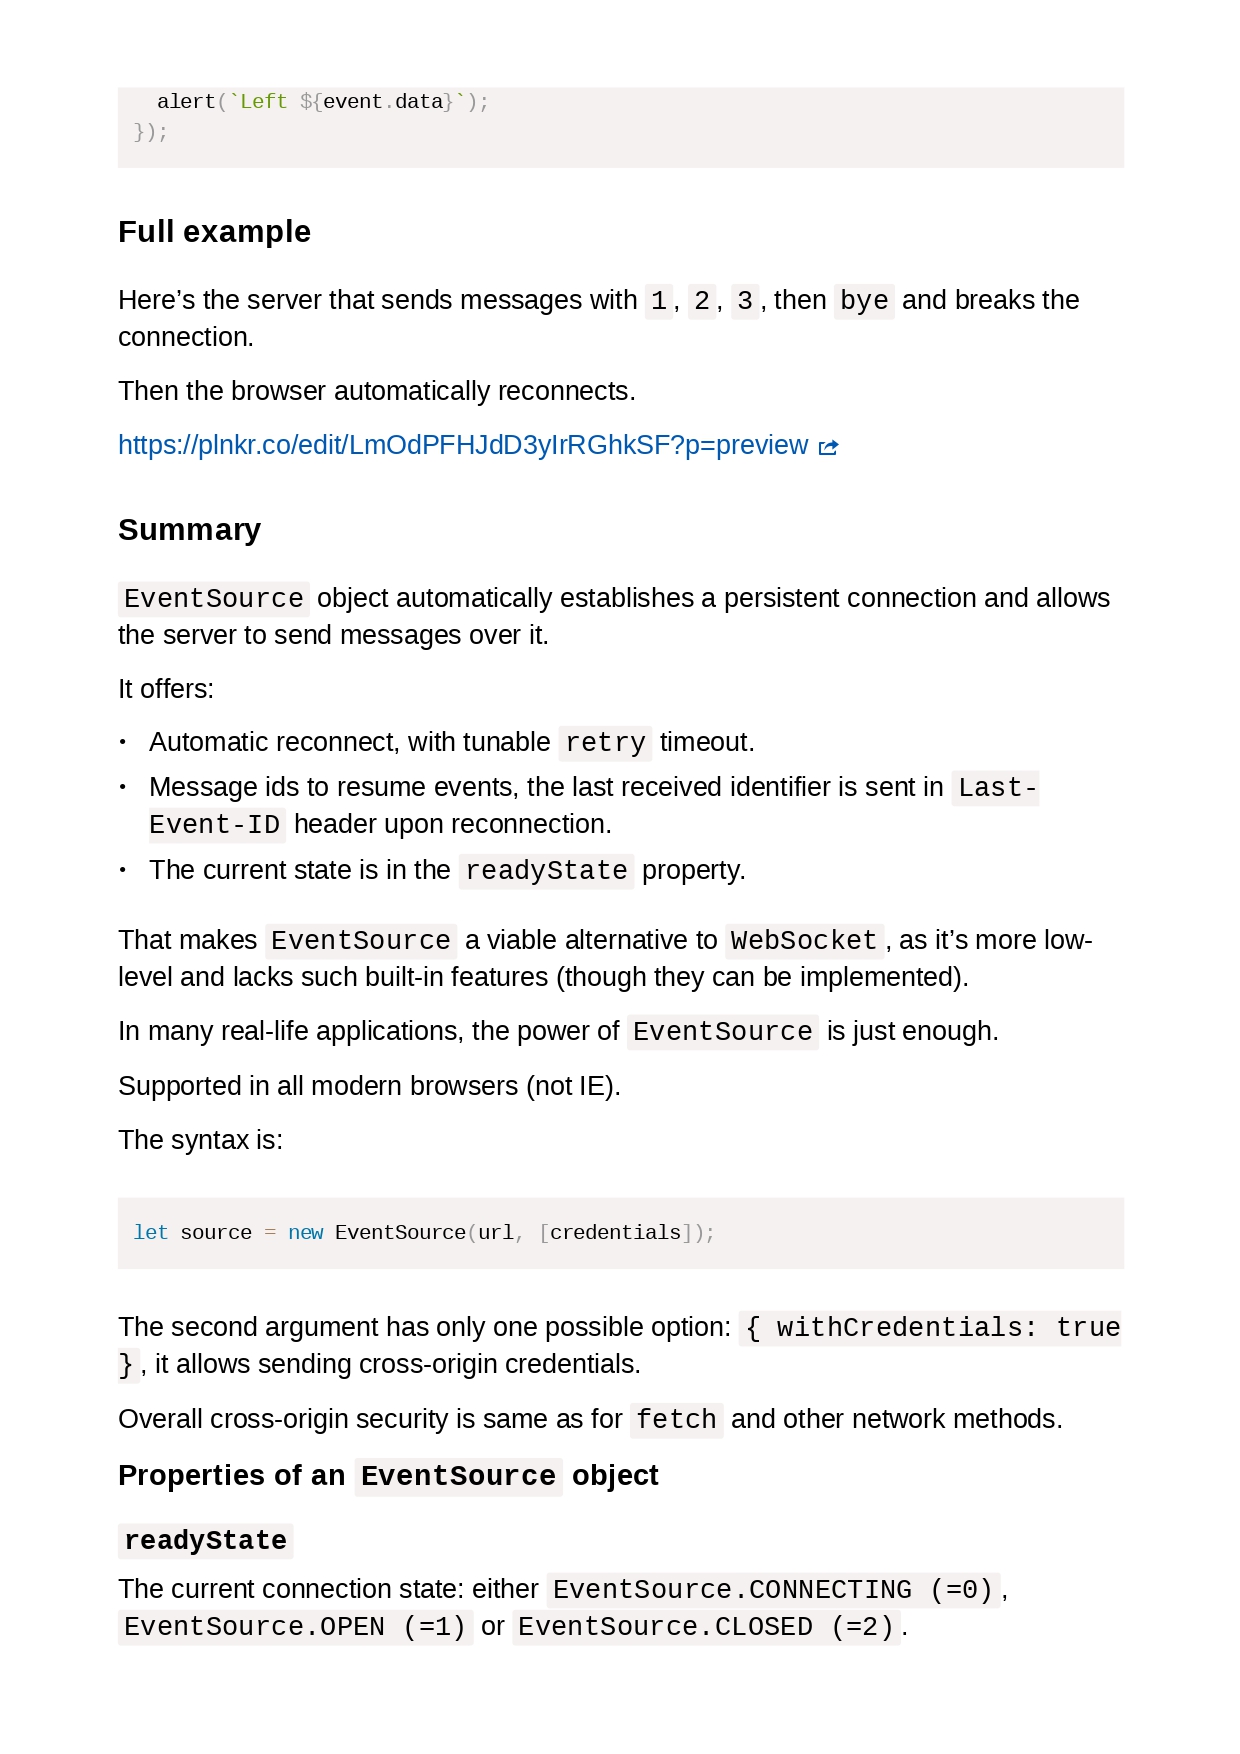 alert(`Left ${event.data}`);
});
Full example
Here’s the server that sends messages with 1, 2, 3, then bye and breaks the
connection.
Then the browser automatically reconnects.
https://plnkr.co/edit/LmOdPFHJdD3yIrRGhkSF?p=preview
Summary
EventSource object automatically establishes a persistent connection and allows
the server to send messages over it.
It offers:
• Automatic reconnect, with tunable retry timeout.
• Message ids to resume events, the last received identifier is sent in Last-
Event-ID header upon reconnection.
• The current state is in the readyState property.
That makes EventSource a viable alternative to WebSocket, as it’s more low-
level and lacks such built-in features (though they can be implemented).
In many real-life applications, the power of EventSource is just enough.
Supported in all modern browsers (not IE).
The syntax is:
let source = new EventSource(url, [credentials]);
The second argument has only one possible option: { withCredentials: true
}, it allows sending cross-origin credentials.
Overall cross-origin security is same as for fetch and other network methods.
Properties of an EventSource object
readyState
The current connection state: either EventSource.CONNECTING (=0),
EventSource.OPEN (=1) or EventSource.CLOSED (=2).